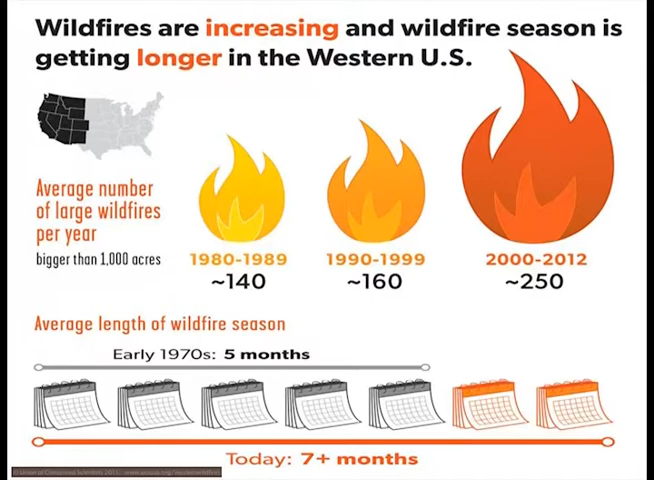 Wildfires are increasing and wildfire season is
getting longer in the Western U.S.
Average number
of large wildfires
per year
bigger than 1,000 acres
1980-1989
~140
1990-1999
~160
2000-2012
~250
Average length of wildfire season
Early 1970s: 5 months
Today: 7+ months